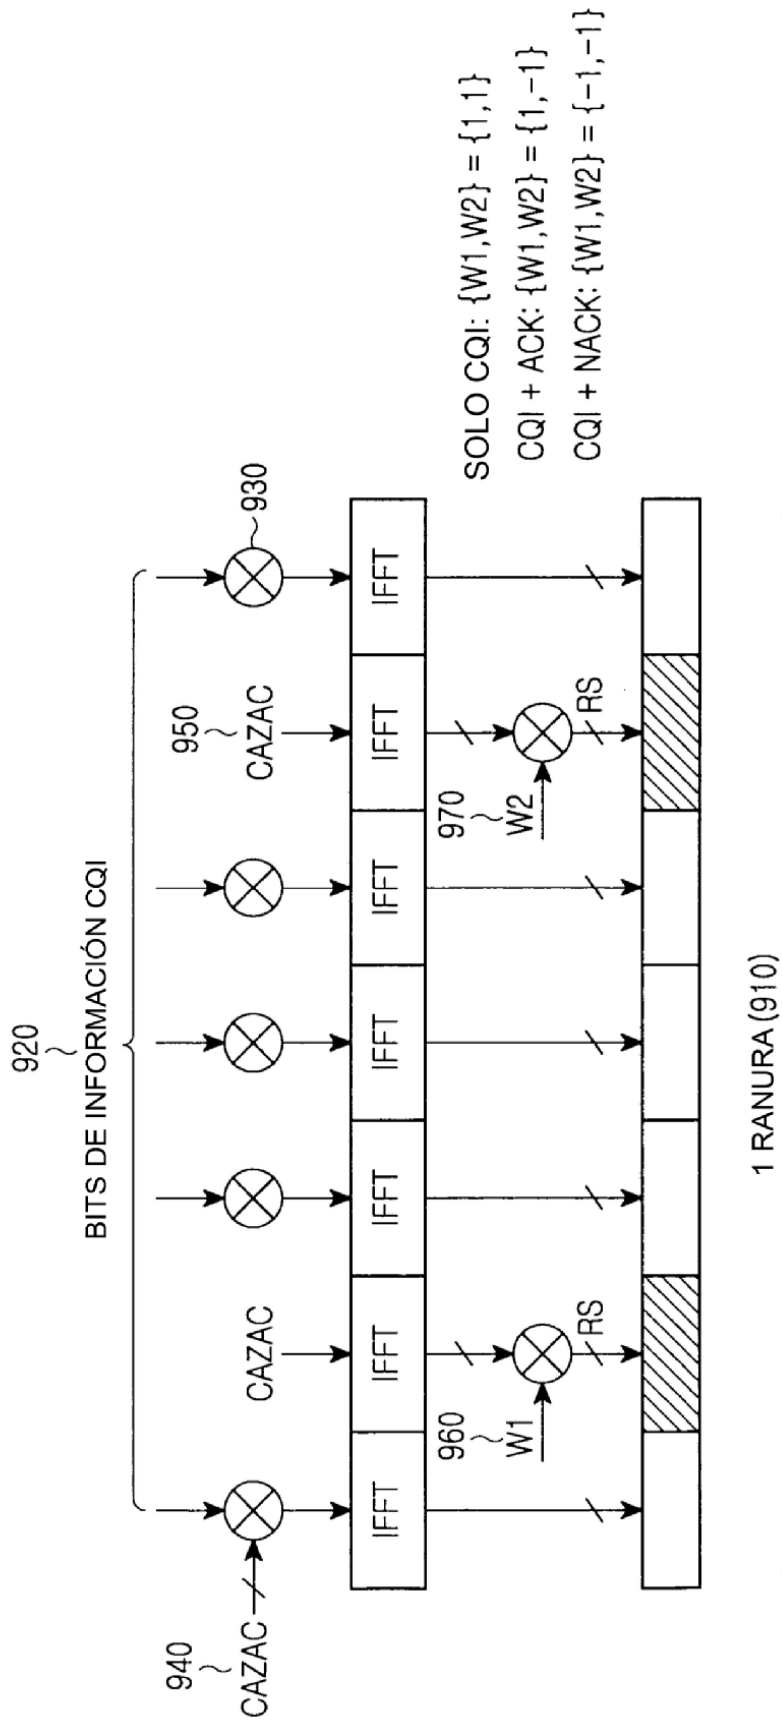 920
BITS DE INFORMACIÓN CQI
940
CAZAC
CAZAC
950
CAZAC
930
IFFT
IFFT
IFFT
IFFT
IFFT
IFFT
IFFT
960
W1
RS
970
W2
RS
SOLO CQI: {W1,W2} = {1,1}
CQI + ACK: {W1,W2} = {1,-1}
CQI + NACK: {W1,W2} = {-1,-1}
1 RANURA (910)